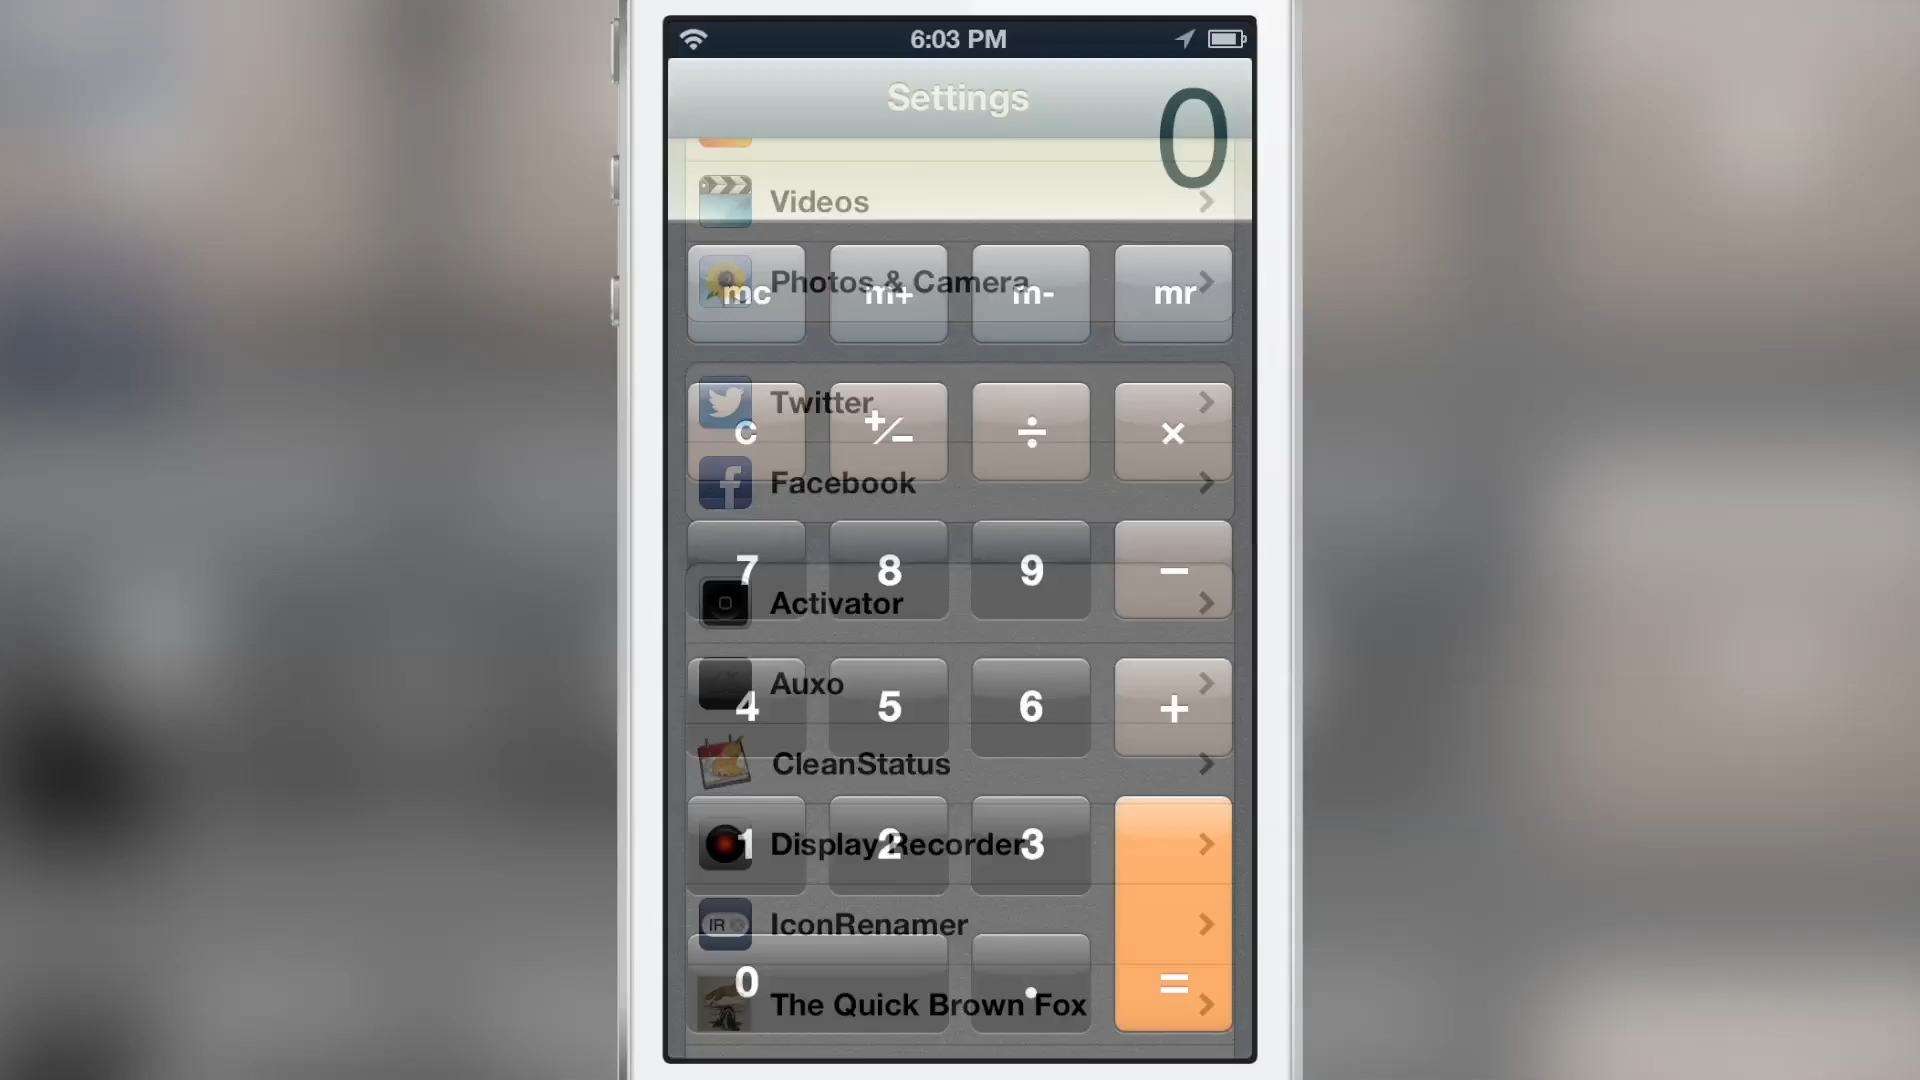 6:03 PM
Settings
0
Videos
Photos & Camera
mc m+ m- mr
Twitter
c +/− ÷ ×
Facebook
7 8 9 −
Activator
Auxo
4 5 6 +
CleanStatus
1 2 3
Display Recorder
IR
IconRenamer
0 . =
The Quick Brown Fox